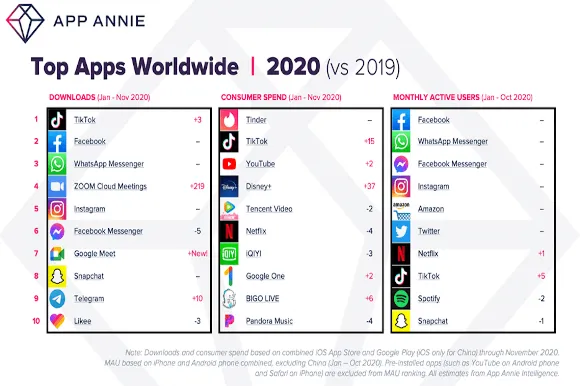 APP ANNIE
Top Apps Worldwide | 2020 (vs 2019)
DOWNLOADS (Jan - Nov 2020)
1 TikTok +3
2 Facebook –
3 WhatsApp Messenger –
4 ZOOM Cloud Meetings +219
5 Instagram –
6 Facebook Messenger -5
7 Google Meet +New!
8 Snapchat –
9 Telegram +10
10 Likee -3
CONSUMER SPEND (Jan - Nov 2020)
Tinder –
TikTok +15
YouTube +2
Disney+
Disney+ +37
Tencent Video -2
Netflix -4
iQIYI
iQIYI -3
Google One +2
BIGO LIVE +6
Pandora Music -4
MONTHLY ACTIVE USERS (Jan - Oct 2020)
Facebook –
WhatsApp Messenger –
Facebook Messenger –
Instagram –
amazon
Amazon –
Twitter –
Netflix +1
TikTok +5
Spotify -2
Snapchat -1
Note: Downloads and consumer spend based on combined iOS App Store and Google Play (iOS only for China) through November 2020.
MAU based on iPhone and Android phone combined, excluding China (Jan – Oct 2020). Pre-installed apps (such as YouTube on Android phone
and Safari on iPhone) are excluded from MAU ranking. All estimates from App Annie Intelligence.